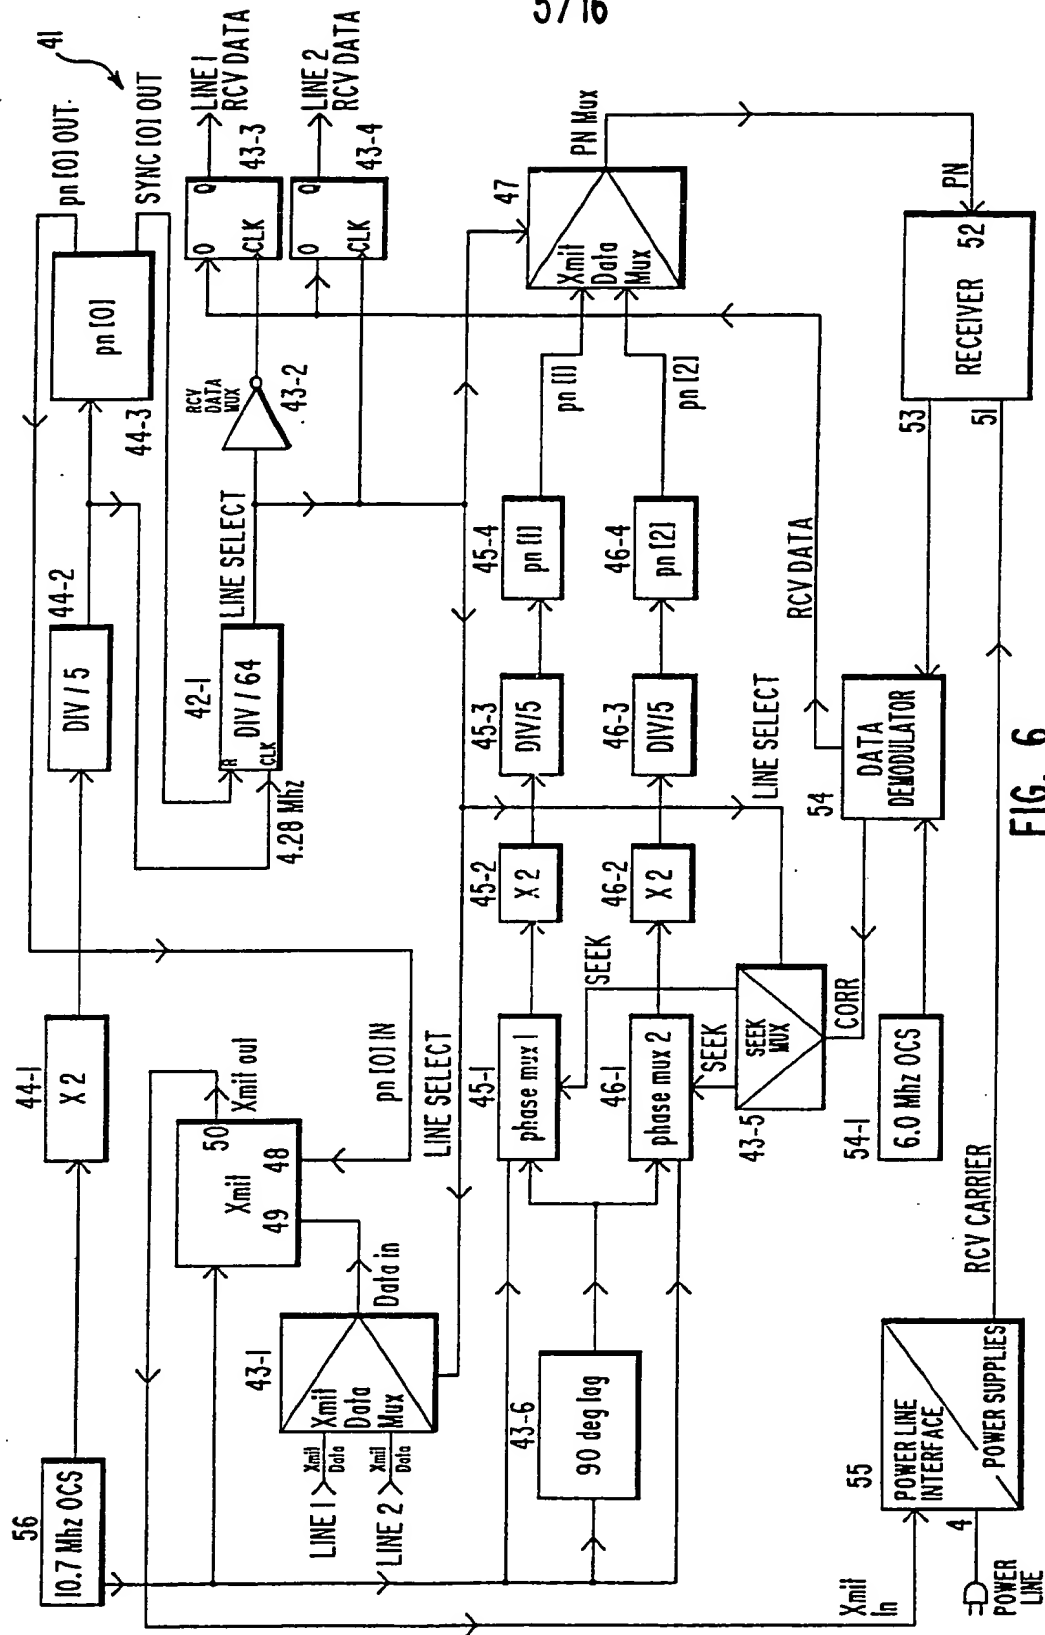 5/16
41
56
10.7 Mhz OCS
44-1
X 2
44-2
DIV / 5
44-3
pn [0]
pn [0] OUT
SYNC [0] OUT
42-1
DIV / 64
R
CLK
4.28 Mhz
LINE SELECT
RCV
DATA
MUX
43-2
D
Q
CLK
43-3
LINE 1
RCV DATA
D
Q
CLK
43-4
LINE 2
RCV DATA
Xmit
50
49
48
Xmit out
pn [0] IN
LINE SELECT
43-1
Xmit
Data
Mux
LINE 1
Xmit
Data
LINE 2
Xmit
Data
Data in
43-6
90 deg lag
45-1
phase mux 1
45-2
X 2
45-3
DIV/5
45-4
pn [1]
pn [1]
46-1
phase mux 2
46-2
X 2
46-3
DIV/5
46-4
pn [2]
pn [2]
47
Xmit
Data
Mux
PN Mux
SEEK
SEEK
43-5
SEEK
MUX
LINE SELECT
CORR
54-1
6.0 Mhz OCS
54
DATA
DEMODULATOR
RCV DATA
PN
RECEIVER
52
53
51
RCV CARRIER
55
POWER LINE
INTERFACE
POWER SUPPLIES
4
Xmit
In
POWER
LINE
FIG. 6